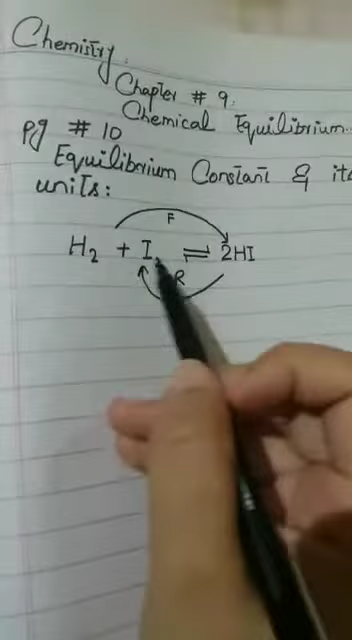 Chemistry.
Chapter # 9.
Chemical Equilibrium.
pg # 10
Equilibrium Constant & its
units:
F
H₂ + I₂ ⇌ 2HI
R